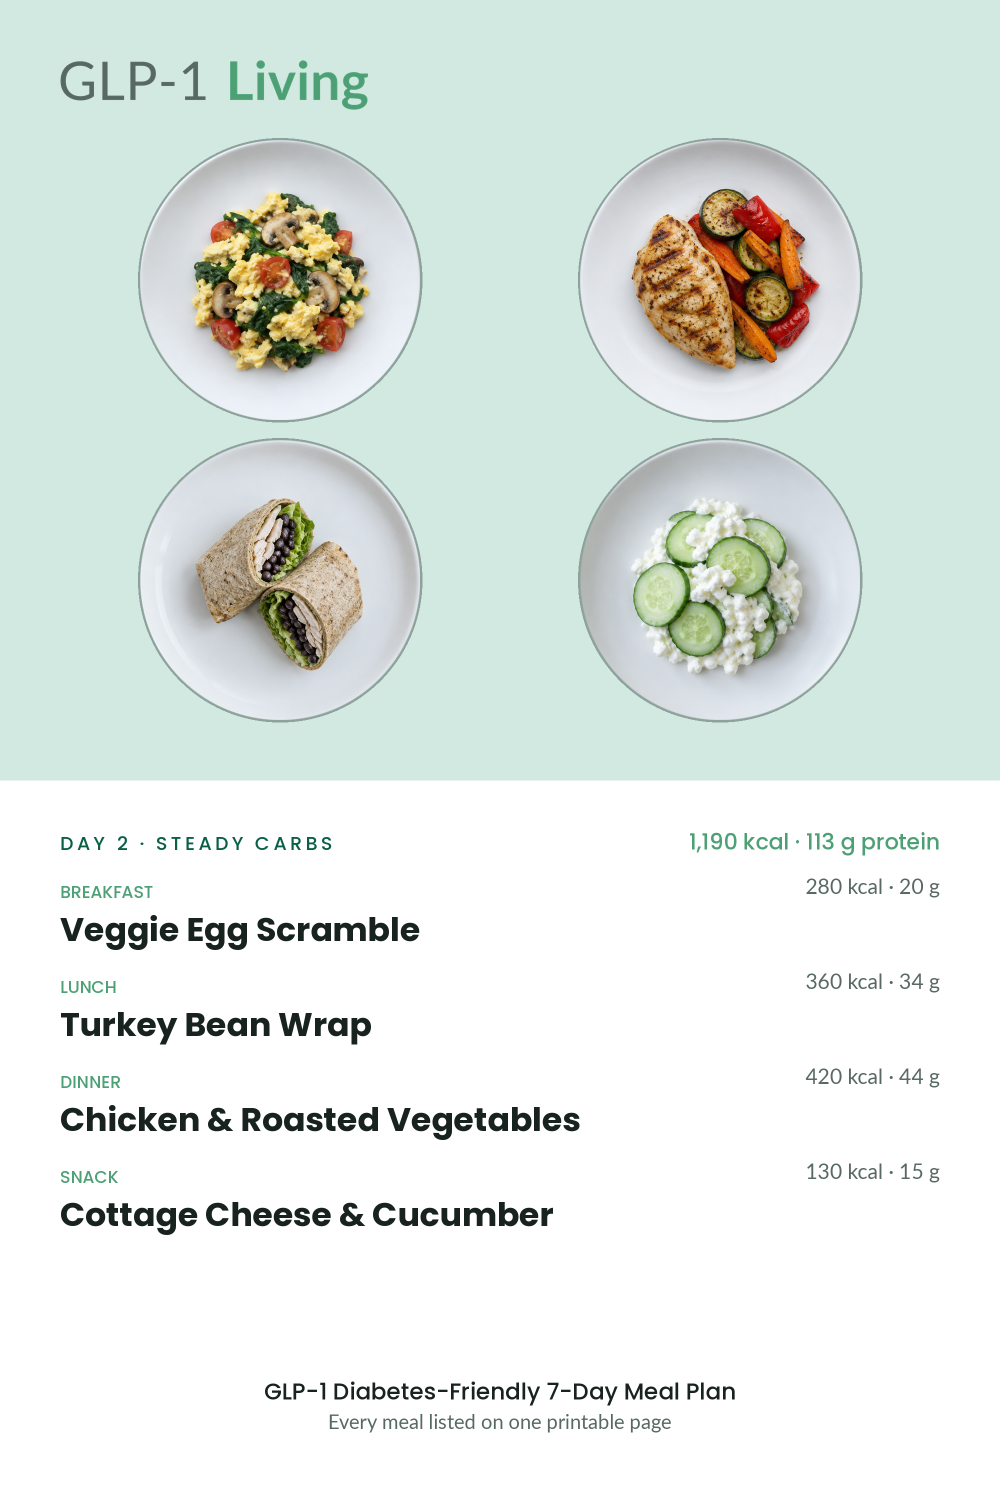 GLP-1 Living
DAY 2 · STEADY CARBS
1,190 kcal · 113 g protein
BREAKFAST
280 kcal · 20 g
Veggie Egg Scramble
LUNCH
360 kcal · 34 g
Turkey Bean Wrap
DINNER
420 kcal · 44 g
Chicken & Roasted Vegetables
SNACK
130 kcal · 15 g
Cottage Cheese & Cucumber
GLP-1 Diabetes-Friendly 7-Day Meal Plan
Every meal listed on one printable page